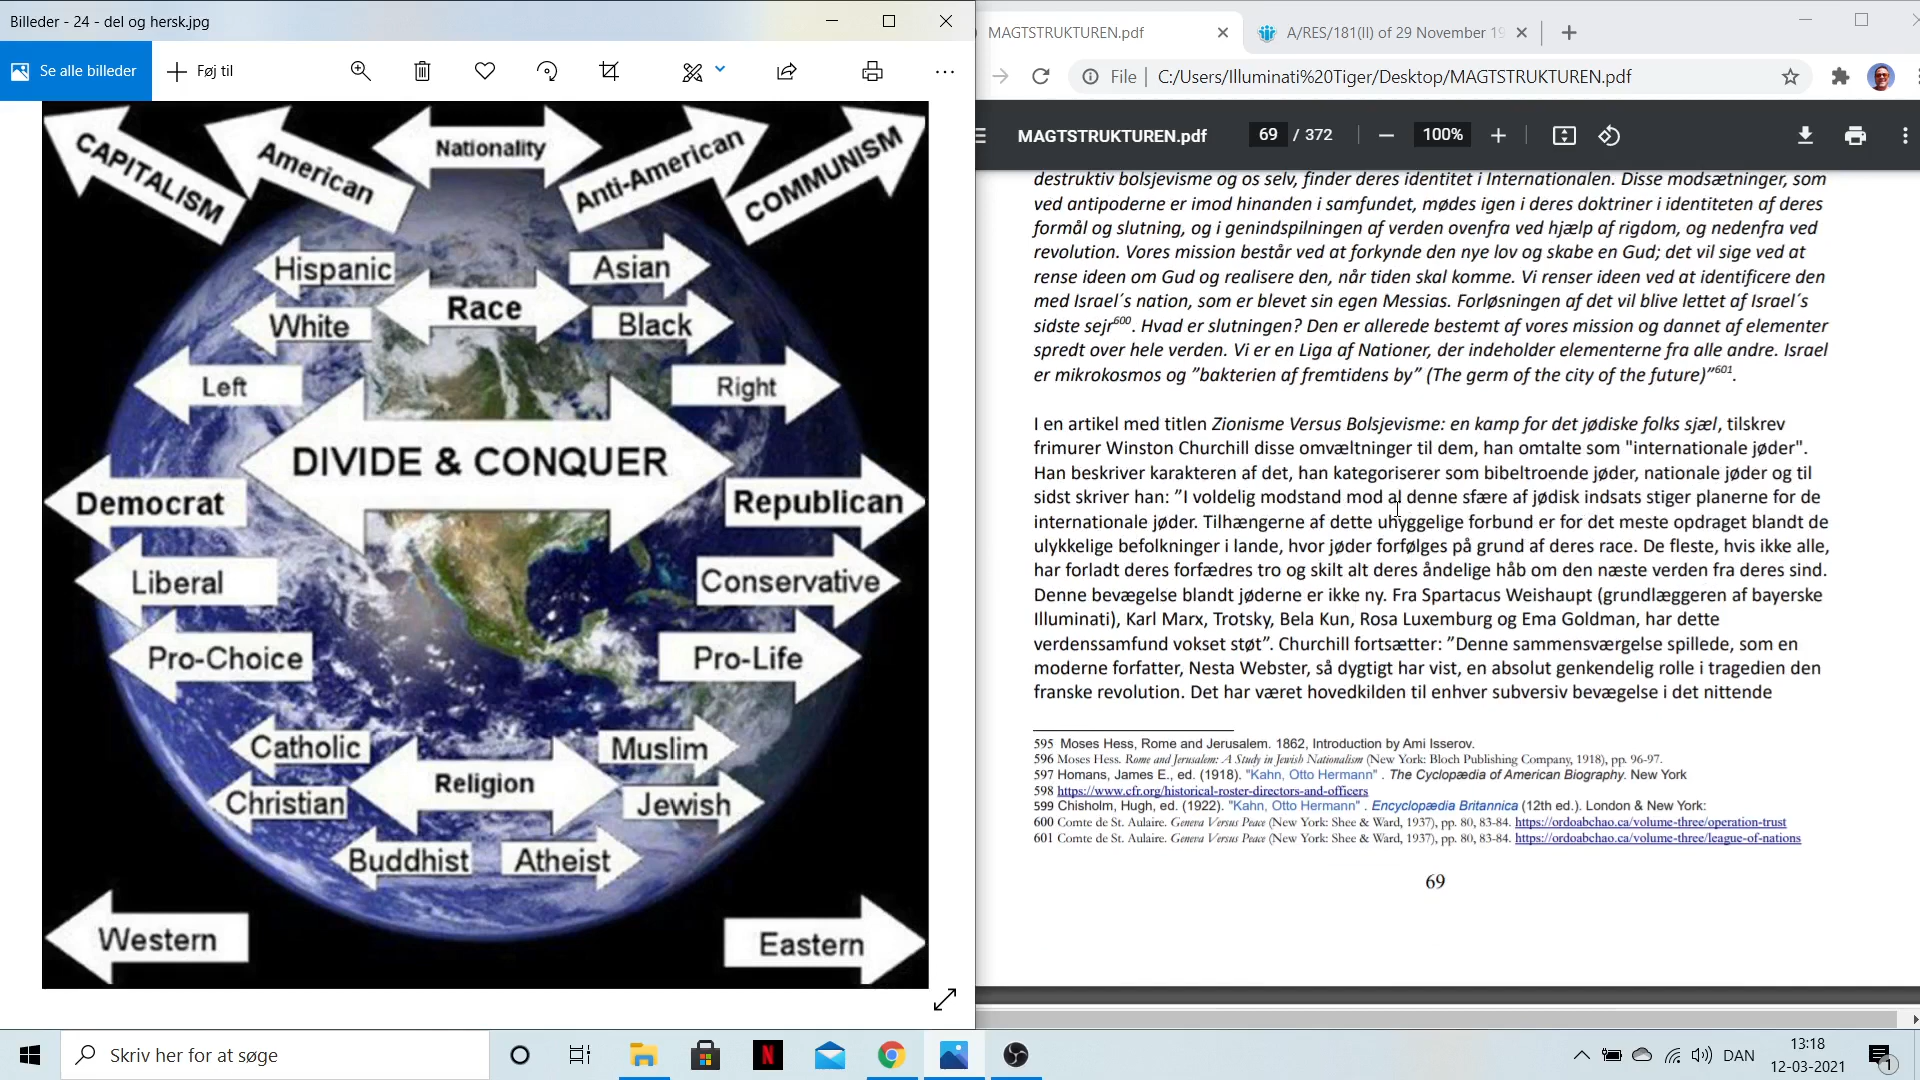 Billeder - 24 - del og hersk.jpg
Se alle billeder
Føj til
CAPITALISM
American
Nationality
Anti-American
COMMUNISM
Hispanic
Asian
Race
White
Black
Left
Right
DIVIDE & CONQUER
Democrat
Republican
Liberal
Conservative
Pro-Choice
Pro-Life
Catholic
Muslim
Religion
Christian
Jewish
Buddhist
Atheist
Western
Eastern
MAGTSTRUKTUREN.pdf
A/RES/181(II) of 29 November 19
File
C:/Users/Illuminati%20Tiger/Desktop/MAGTSTRUKTUREN.pdf
MAGTSTRUKTUREN.pdf
69 / 372
100%
destruktiv bolsjevisme og os selv, finder deres identitet i Internationalen. Disse modsætninger, som
ved antipoderne er imod hinanden i samfundet, mødes igen i deres doktriner i identiteten af deres
formål og slutning, og i genindspilningen af verden ovenfra ved hjælp af rigdom, og nedenfra ved
revolution. Vores mission består ved at forkynde den nye lov og skabe en Gud; det vil sige ved at
rense ideen om Gud og realisere den, når tiden skal komme. Vi renser ideen ved at identificere den
med Israel´s nation, som er blevet sin egen Messias. Forløsningen af det vil blive lettet af Israel´s
sidste sejr600. Hvad er slutningen? Den er allerede bestemt af vores mission og dannet af elementer
spredt over hele verden. Vi er en Liga af Nationer, der indeholder elementerne fra alle andre. Israel
er mikrokosmos og ”bakterien af fremtidens by” (The germ of the city of the future)”601.
I en artikel med titlen Zionisme Versus Bolsjevisme: en kamp for det jødiske folks sjæl, tilskrev
frimurer Winston Churchill disse omvæltninger til dem, han omtalte som "internationale jøder".
Han beskriver karakteren af det, han kategoriserer som bibeltroende jøder, nationale jøder og til
sidst skriver han: ”I voldelig modstand mod al denne sfære af jødisk indsats stiger planerne for de
internationale jøder. Tilhængerne af dette uhyggelige forbund er for det meste opdraget blandt de
ulykkelige befolkninger i lande, hvor jøder forfølges på grund af deres race. De fleste, hvis ikke alle,
har forladt deres forfædres tro og skilt alt deres åndelige håb om den næste verden fra deres sind.
Denne bevægelse blandt jøderne er ikke ny. Fra Spartacus Weishaupt (grundlæggeren af bayerske
Illuminati), Karl Marx, Trotsky, Bela Kun, Rosa Luxemburg og Ema Goldman, har dette
verdenssamfund vokset støt”. Churchill fortsætter: ”Denne sammensværgelse spillede, som en
moderne forfatter, Nesta Webster, så dygtigt har vist, en absolut genkendelig rolle i tragedien den
franske revolution. Det har været hovedkilden til enhver subversiv bevægelse i det nittende
595 Moses Hess, Rome and Jerusalem. 1862, Introduction by Ami Isserov.
596 Moses Hess. Rome and Jerusalem: A Study in Jewish Nationalism (New York: Bloch Publishing Company, 1918), pp. 96-97.
597 Homans, James E., ed. (1918). "Kahn, Otto Hermann" . The Cyclopædia of American Biography. New York
598 https://www.cfr.org/historical-roster-directors-and-officers
599 Chisholm, Hugh, ed. (1922). "Kahn, Otto Hermann" . Encyclopædia Britannica (12th ed.). London & New York:
600 Comte de St. Aulaire. Geneva Versus Peace (New York: Shee & Ward, 1937), pp. 80, 83-84. https://ordoabchao.ca/volume-three/operation-trust
601 Comte de St. Aulaire. Geneva Versus Peace (New York: Shee & Ward, 1937), pp. 80, 83-84. https://ordoabchao.ca/volume-three/league-of-nations
69
Skriv her for at søge
N
DAN
13:18
12-03-2021
1